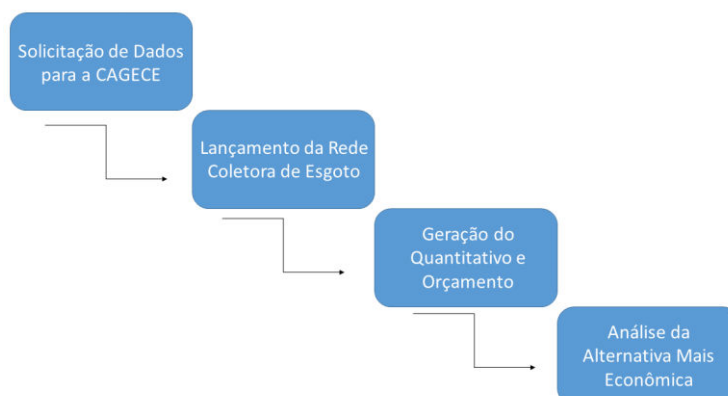 Solicitação de Dados
para a CAGECE
Lançamento da Rede
Coletora de Esgoto
Geração do
Quantitativo e
Orçamento
Análise da
Alternativa Mais
Econômica